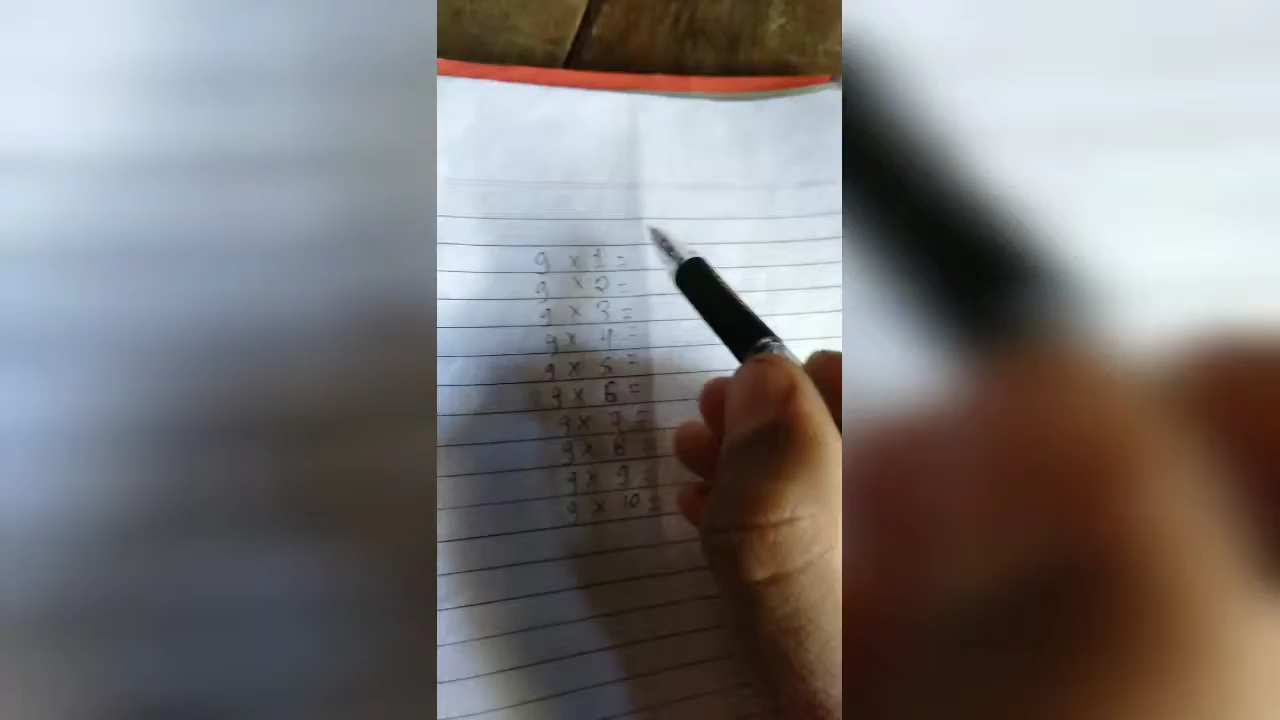 9 x 1 =
9 x 2 =
9 x 3 =
9 x 4 =
9 x 5 =
9 x 6 =
9 x 7 =
9 x 8 =
9 x 9 =
9 x 10 =